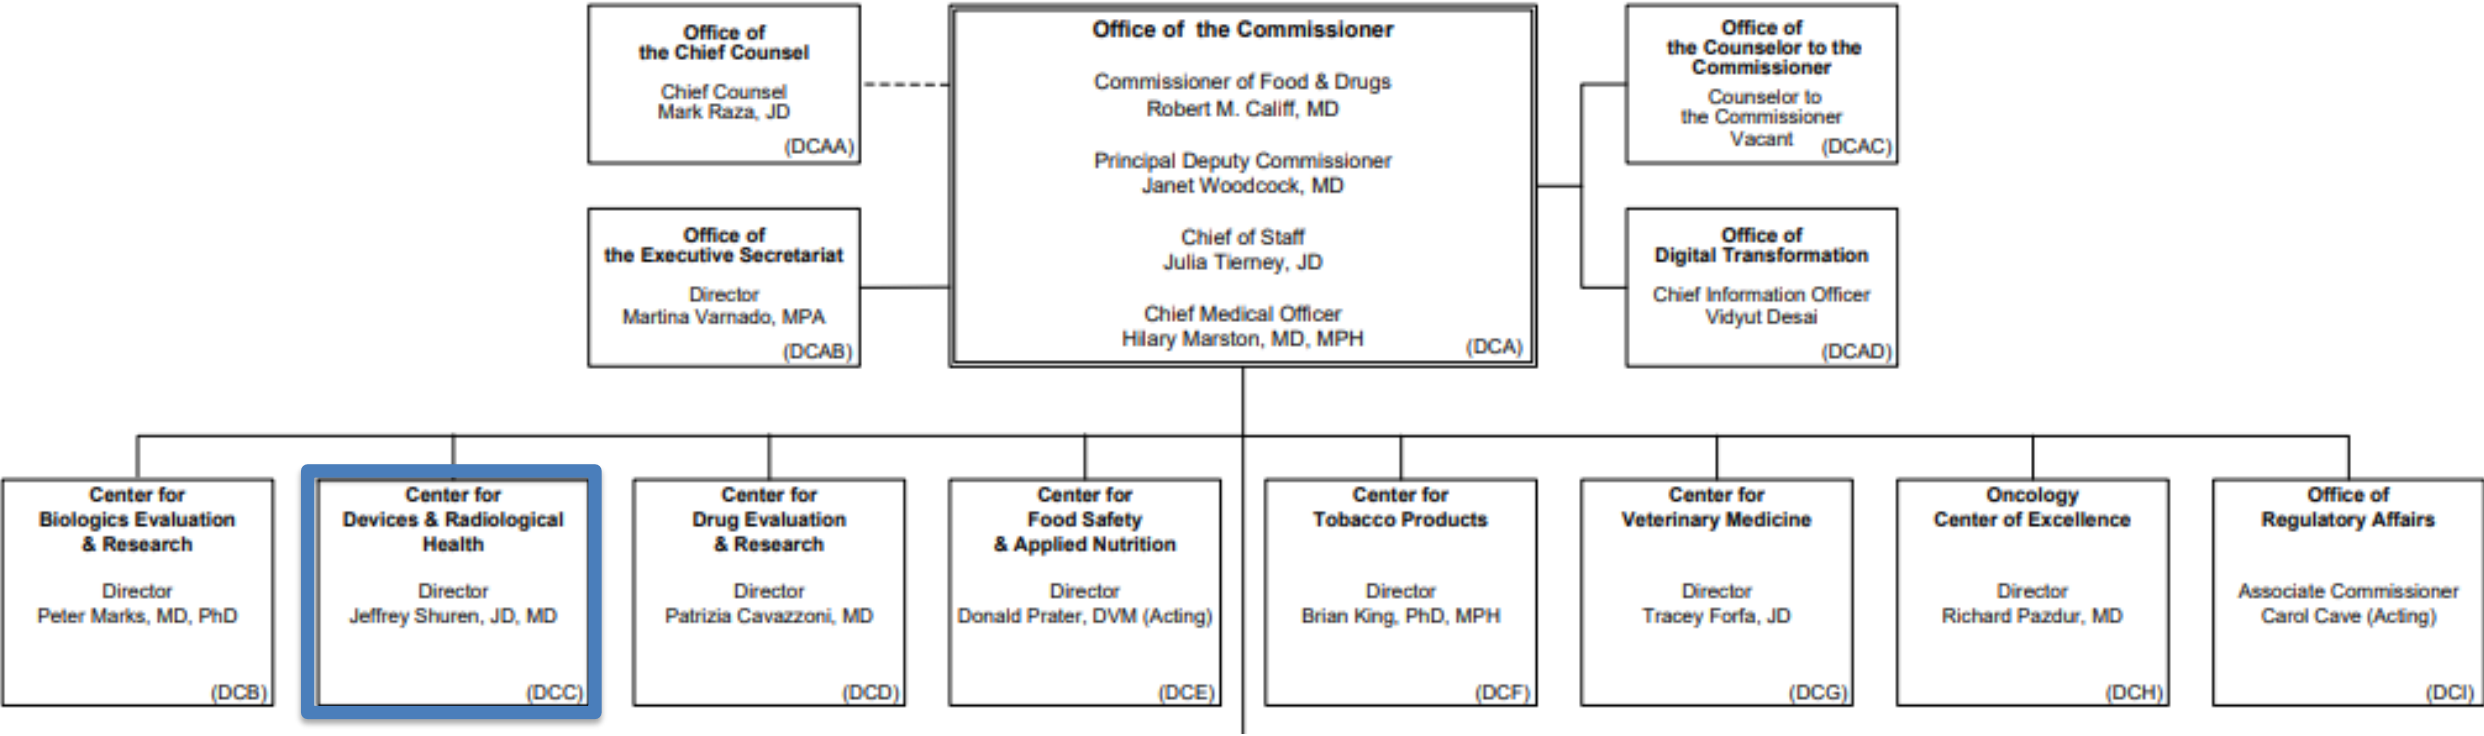 Office of
the Chief Counsel
Chief Counsel
Mark Raza, JD
(DCAA)
Office of the Commissioner
Commissioner of Food & Drugs
Robert M. Califf, MD
Principal Deputy Commissioner
Janet Woodcock, MD
Chief of Staff
Julia Tierney, JD
Chief Medical Officer
Hilary Marston, MD, MPH
(DCA)
Office of
the Counselor to the
Commissioner
Counselor to
the Commissioner
Vacant
(DCAC)
Office of
the Executive Secretariat
Director
Martina Varnado, MPA
(DCAB)
Office of
Digital Transformation
Chief Information Officer
Vidyut Desai
(DCAD)
Center for
Biologics Evaluation
& Research
Director
Peter Marks, MD, PhD
(DCB)
Center for
Devices & Radiological
Health
Director
Jeffrey Shuren, JD, MD
(DCC)
Center for
Drug Evaluation
& Research
Director
Patrizia Cavazzoni, MD
(DCD)
Center for
Food Safety
& Applied Nutrition
Director
Donald Prater, DVM (Acting)
(DCE)
Center for
Tobacco Products
Director
Brian King, PhD, MPH
(DCF)
Center for
Veterinary Medicine
Director
Tracey Forfa, JD
(DCG)
Oncology
Center of Excellence
Director
Richard Pazdur, MD
(DCH)
Office of
Regulatory Affairs
Associate Commissioner
Carol Cave (Acting)
(DCI)